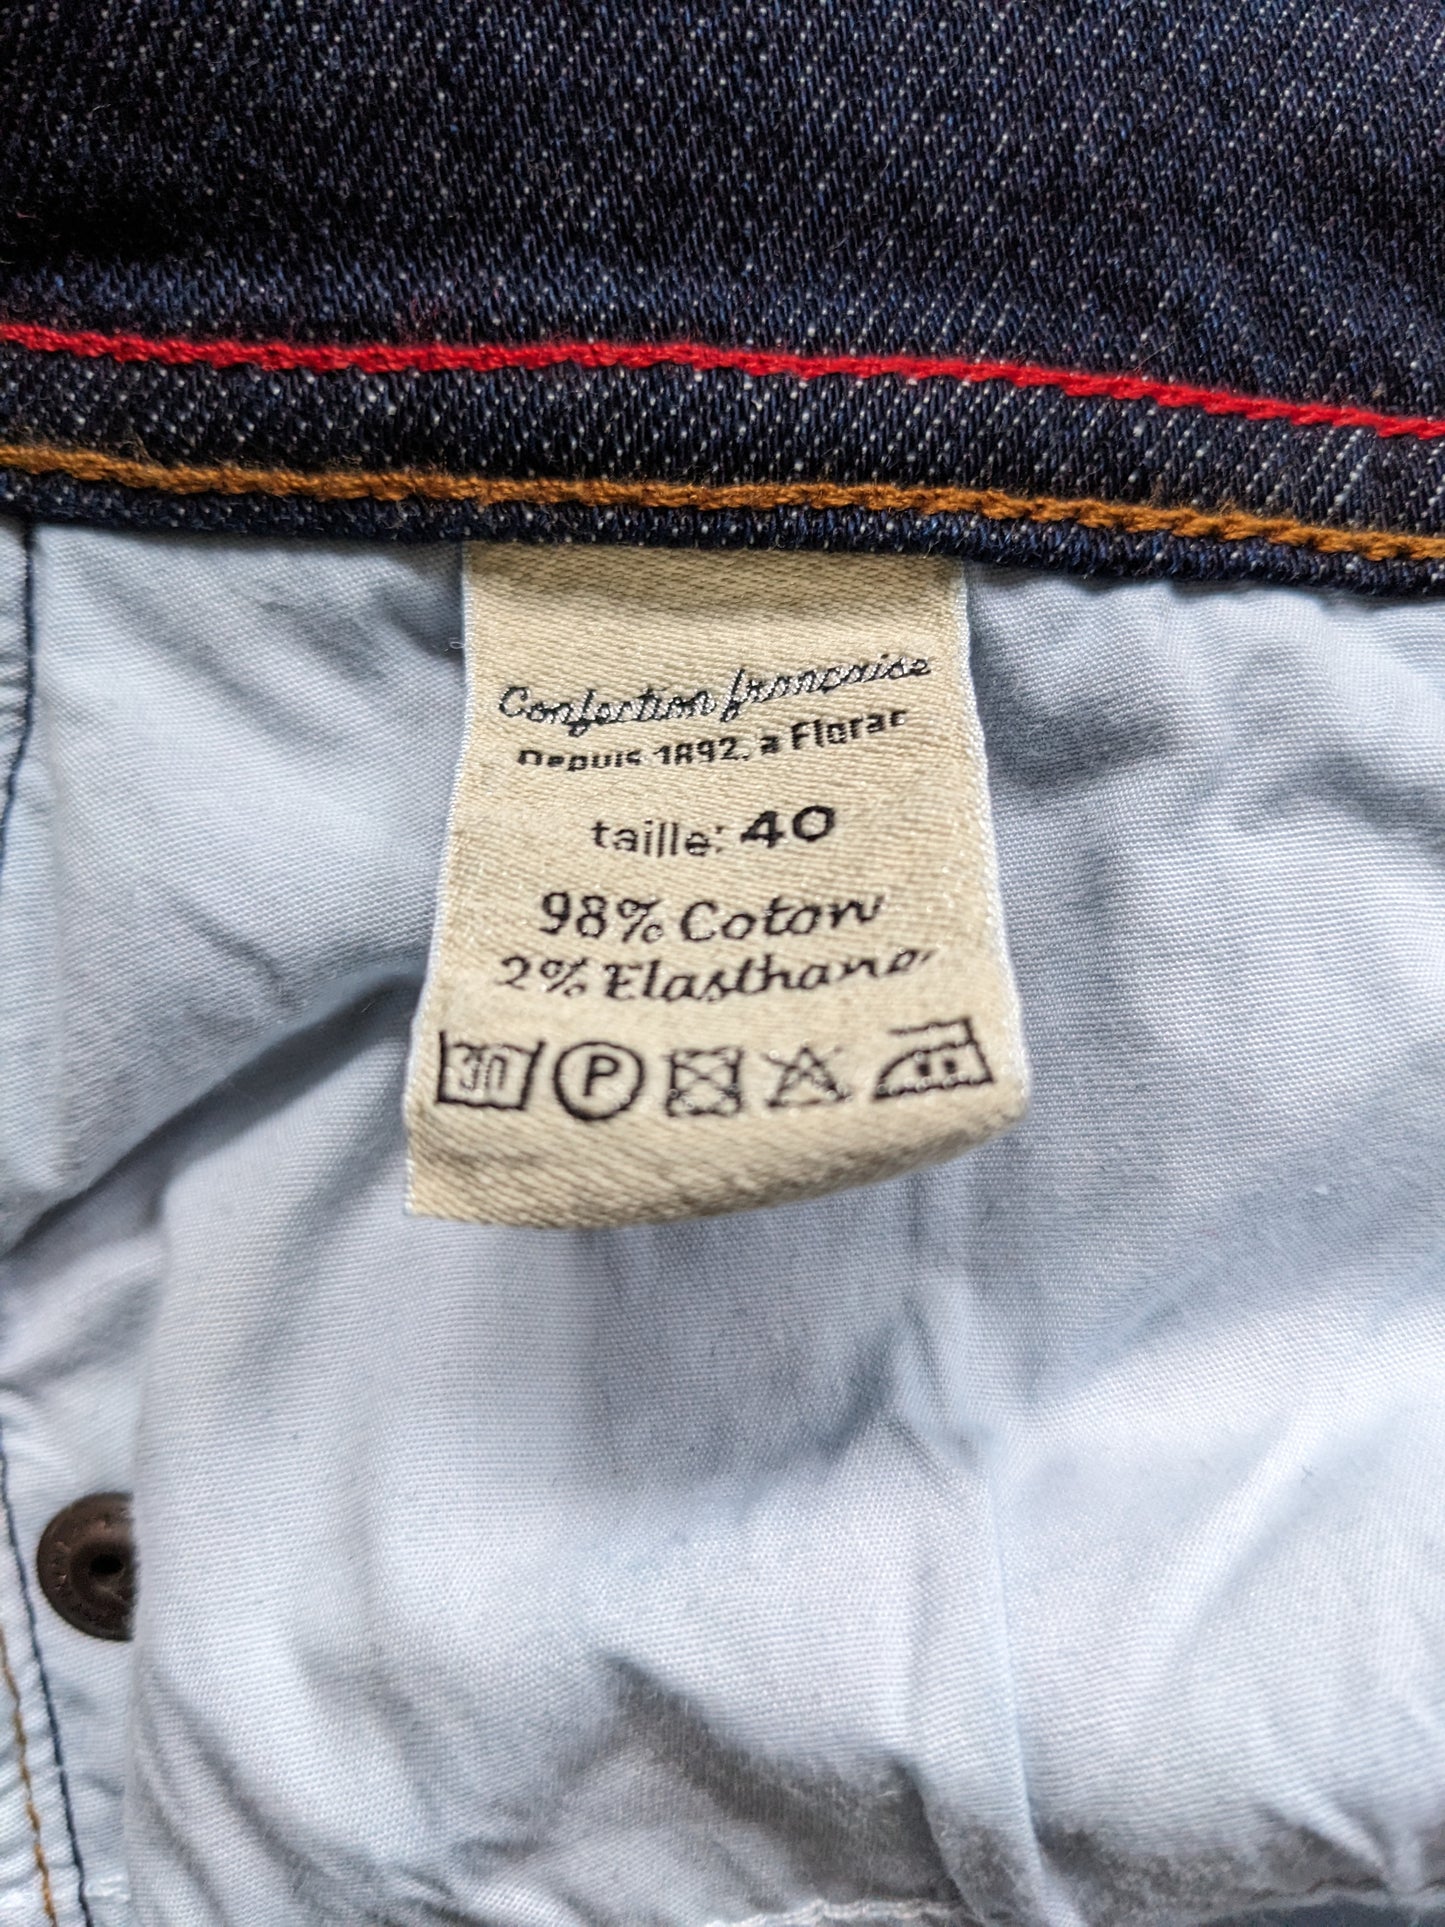 Confection française
Depuis 1892, à Florac
taille: 40
98% Coton
2% Elasthane
30 P